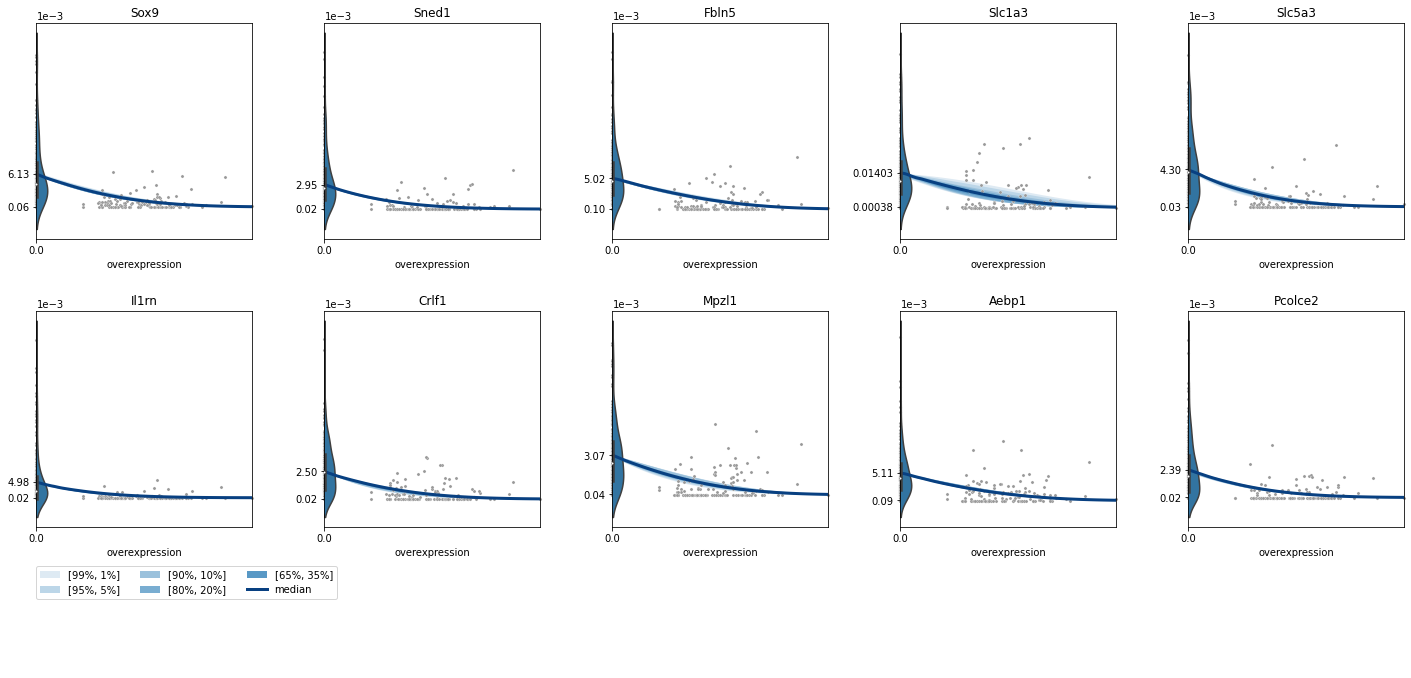 Sox9 Sned1 Fbln5 Slc1a3 Slc5a3
1e−3 1e−3 1e−3 1e−3
6.13 2.95 5.02 0.01403 4.30
0.06 0.02 0.10 0.00038 0.03
0.0 0.0 0.0 0.0 0.0
overexpression overexpression overexpression overexpression overexpression
Il1rn Crlf1 Mpzl1 Aebp1 Pcolce2
1e−3 1e−3 1e−3 1e−3 1e−3
4.98 2.50 3.07 5.11 2.39
0.02 0.02 0.04 0.09 0.02
0.0 0.0 0.0 0.0 0.0
overexpression overexpression overexpression overexpression overexpression
[99%, 1%] [90%, 10%] [65%, 35%]
[95%, 5%] [80%, 20%] median